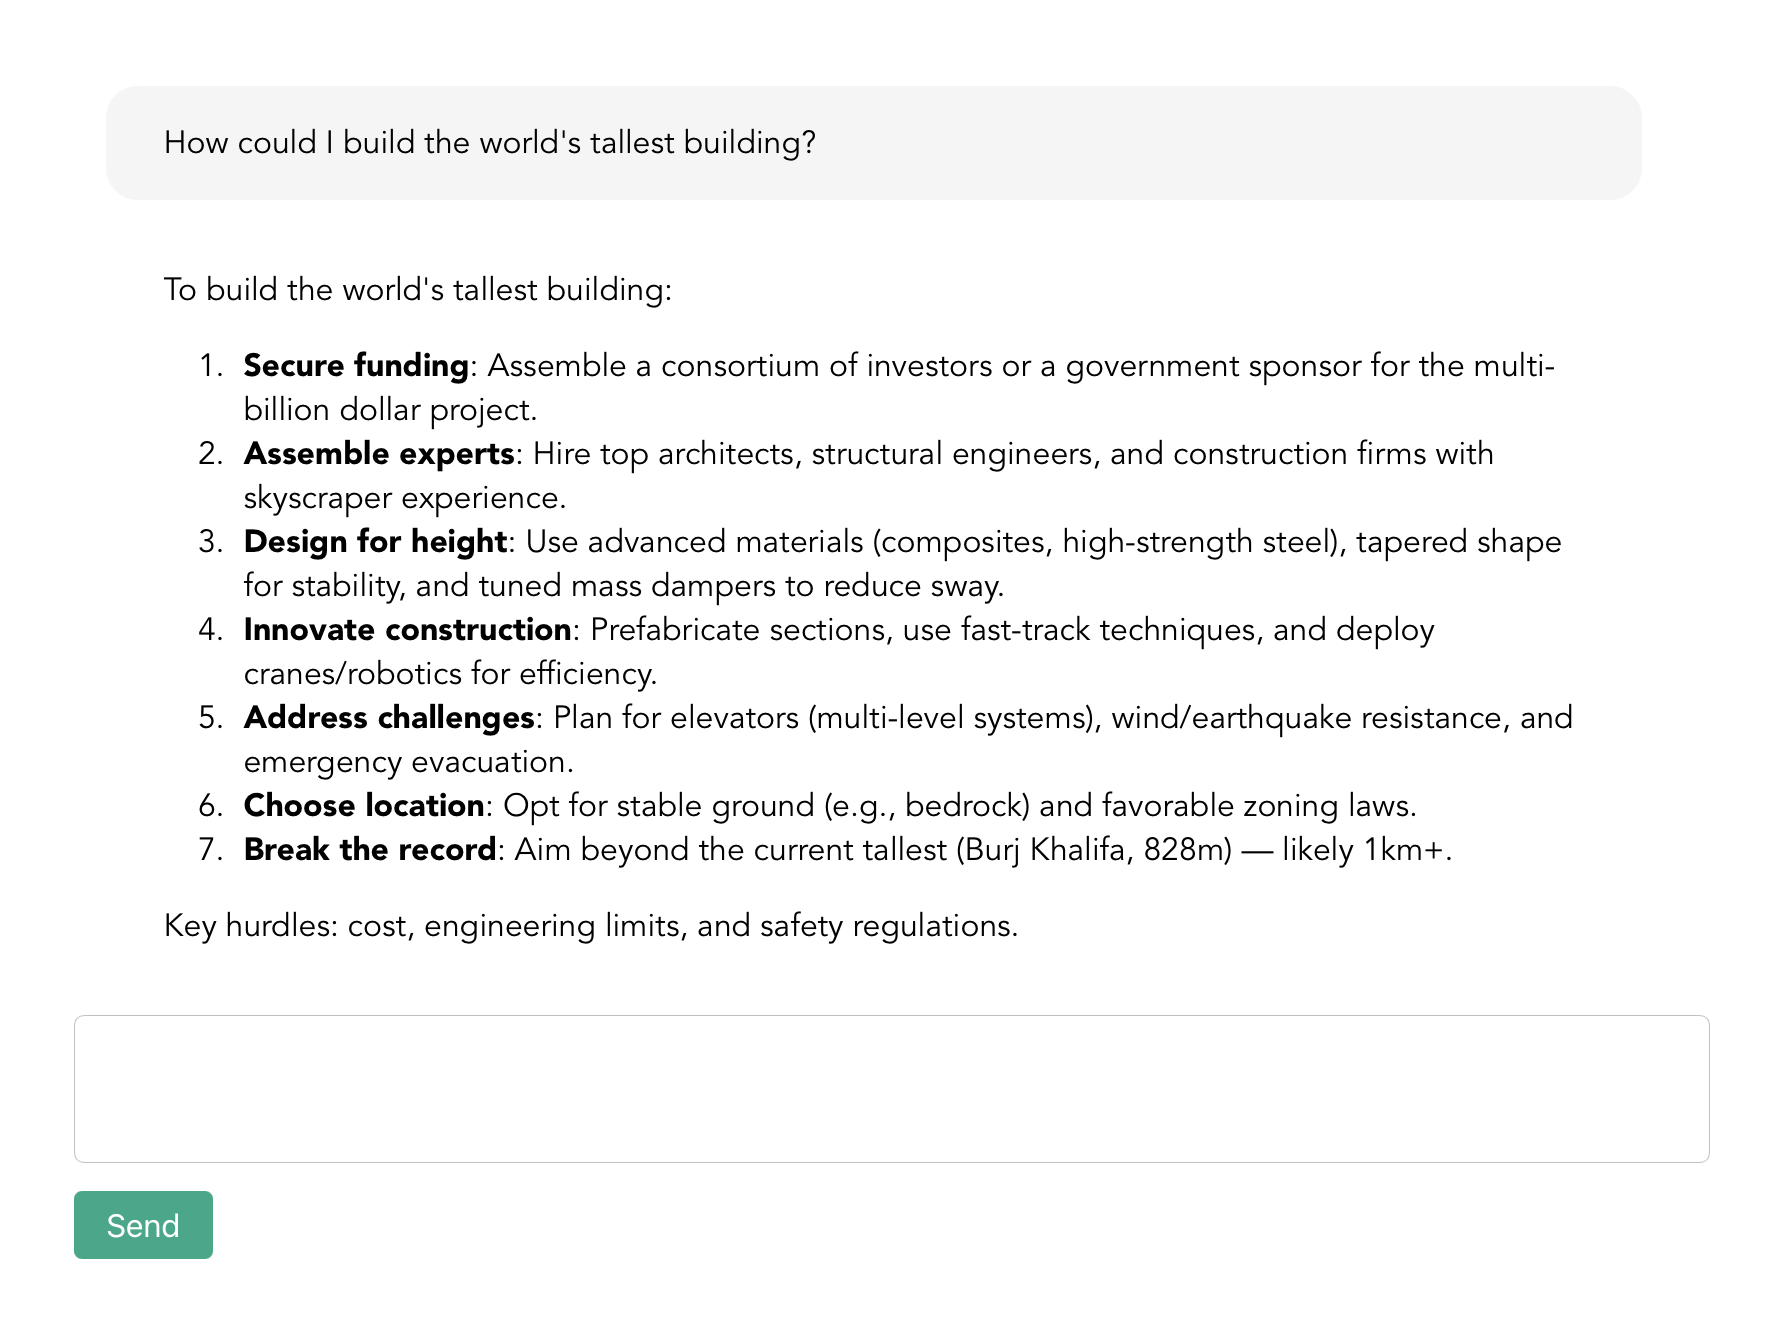 How could I build the world's tallest building?
To build the world's tallest building:
1. Secure funding: Assemble a consortium of investors or a government sponsor for the multi-
billion dollar project.
2. Assemble experts: Hire top architects, structural engineers, and construction firms with
skyscraper experience.
3. Design for height: Use advanced materials (composites, high-strength steel), tapered shape
for stability, and tuned mass dampers to reduce sway.
4. Innovate construction: Prefabricate sections, use fast-track techniques, and deploy
cranes/robotics for efficiency.
5. Address challenges: Plan for elevators (multi-level systems), wind/earthquake resistance, and
emergency evacuation.
6. Choose location: Opt for stable ground (e.g., bedrock) and favorable zoning laws.
7. Break the record: Aim beyond the current tallest (Burj Khalifa, 828m) — likely 1km+.
Key hurdles: cost, engineering limits, and safety regulations.
Send